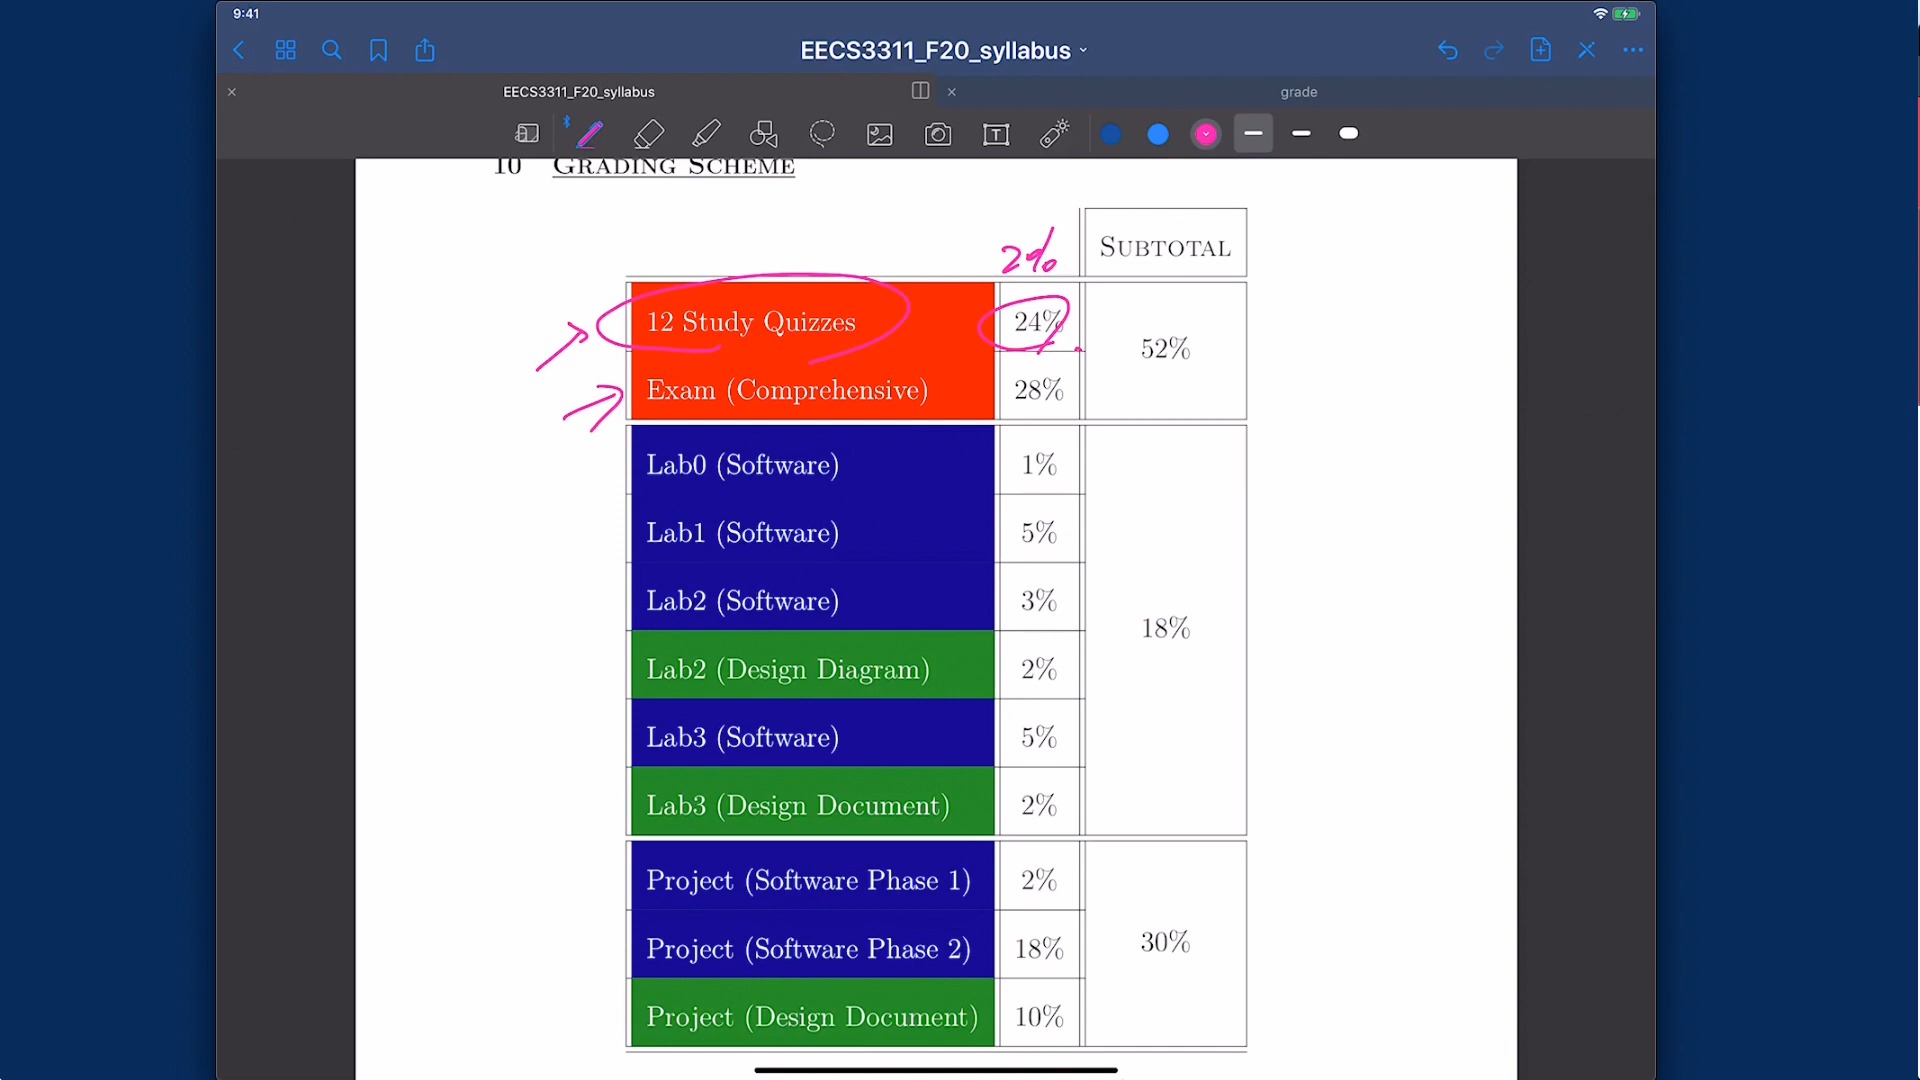 9:41
EECS3311_F20_syllabus
EECS3311_F20_syllabus
grade
T
10 GRADING SCHEME
2%
SUBTOTAL
12 Study Quizzes 24%
52%
Exam (Comprehensive) 28%
Lab0 (Software) 1%
Lab1 (Software) 5%
Lab2 (Software) 3%
18%
Lab2 (Design Diagram) 2%
Lab3 (Software) 5%
Lab3 (Design Document) 2%
Project (Software Phase 1) 2%
Project (Software Phase 2) 18%
30%
Project (Design Document) 10%